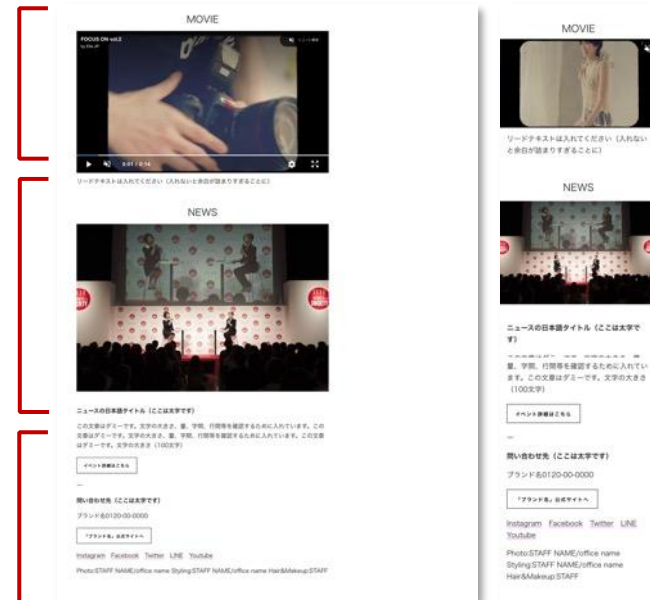 MOVIE
FOCUS ON vol.2
0:01 / 0:14
リードテキストは入れてください（入れないと余白が詰まりすぎることに）
NEWS
ニュースの日本語タイトル（ここは太字です）
この文章はダミーです。文字の大きさ、量、字間、行間等を確認するために入れています。この
文章はダミーです。文字の大きさ、量、字間、行間等を確認するために入れています。この文章
はダミーです。文字の大きさ（100文字）
イベント詳細はこちら
—
問い合わせ先（ここは太字です）
ブランド名0120-00-0000
「ブランド名」公式サイトへ
Instagram Facebook Twitter LINE Youtube
Photo:STAFF NAME/office name Styling:STAFF NAME/office name Hair&Makeup:STAFF
MOVIE
リードテキストは入れてください（入れない
と余白が詰まりすぎることに）
NEWS
ニュースの日本語タイトル（ここは太字で
す）
量、字間、行間等を確認するために入れてい
ます。この文章はダミーです。文字の大きさ
（100文字）
イベント詳細はこちら
—
問い合わせ先（ここは太字です）
ブランド名0120-00-0000
「ブランド名」公式サイトへ
Instagram Facebook Twitter LINE
Youtube
Photo:STAFF NAME/office name
Styling:STAFF NAME/office name
Hair&Makeup:STAFF